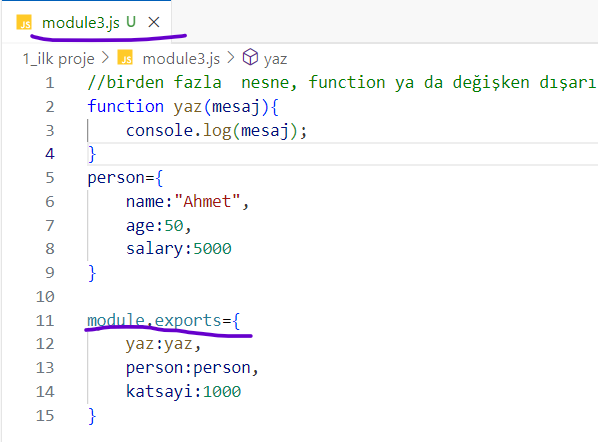 JS module3.js U ×
1_ilk proje > JS module3.js > yaz
1 //birden fazla  nesne, function ya da değişken dışarı
2 function yaz(mesaj){
3     console.log(mesaj);
4 }
5 person={
6     name:"Ahmet",
7     age:50,
8     salary:5000
9 }
10
11 module.exports={
12     yaz:yaz,
13     person:person,
14     katsayi:1000
15 }